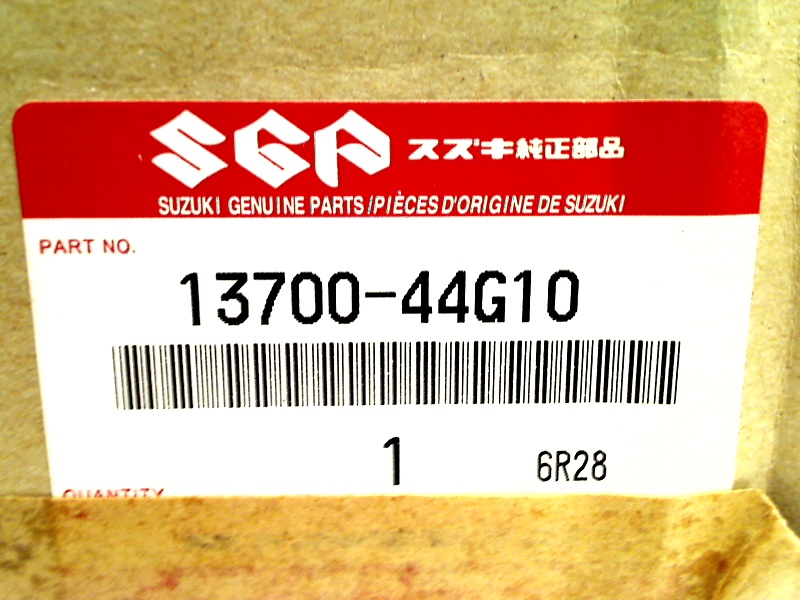 SGP スズキ純正部品
SUZUKI GENUINE PARTS/PIÈCES D'ORIGINE DE SUZUKI
PART NO.
13700-44G10
1 6R28
QUANTITY